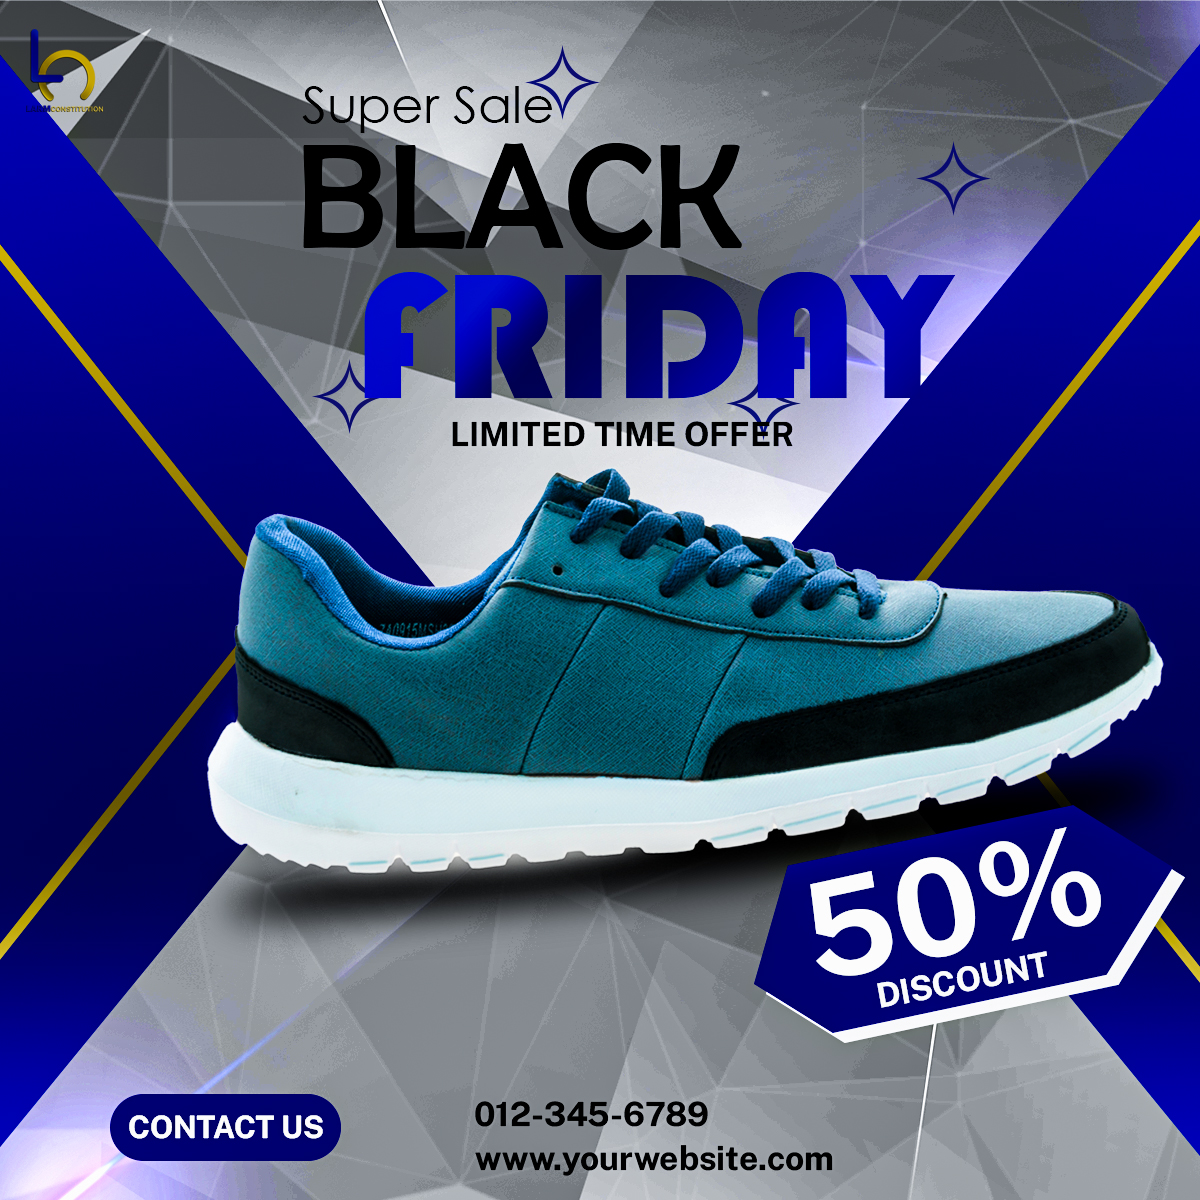 Super Sale
BLACK
FRIDAY
LIMITED TIME OFFER
50%
DISCOUNT
CONTACT US
012-345-6789
www.yourwebsite.com